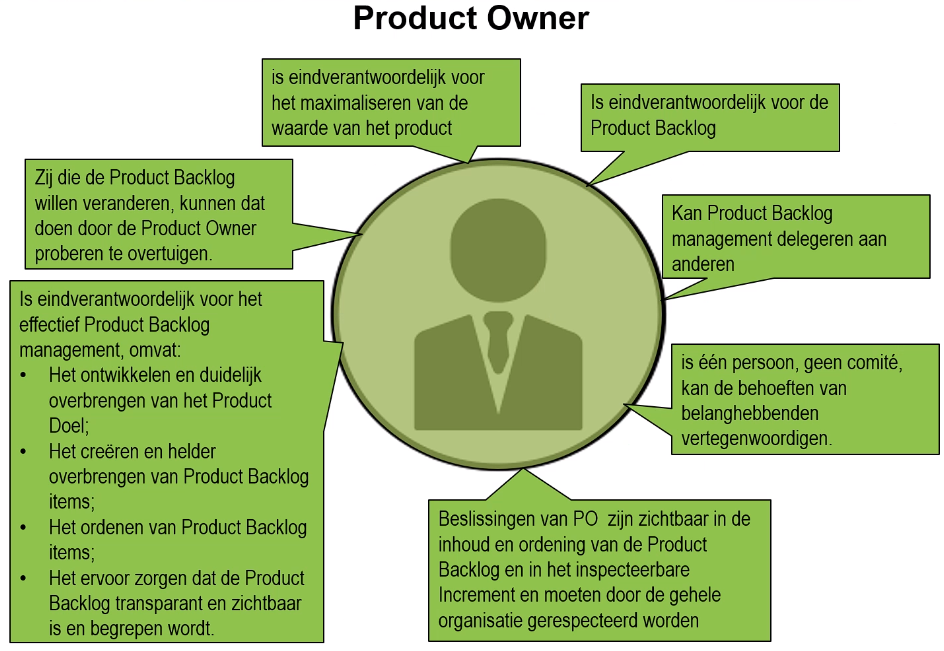 Product Owner
is eindverantwoordelijk voor
het maximaliseren van de
waarde van het product
Is eindverantwoordelijk voor de
Product Backlog
Zij die de Product Backlog
willen veranderen, kunnen dat
doen door de Product Owner
proberen te overtuigen.
Kan Product Backlog
management delegeren aan
anderen
Is eindverantwoordelijk voor het
effectief Product Backlog
management, omvat:
• Het ontwikkelen en duidelijk
overbrengen van het Product
Doel;
• Het creëren en helder
overbrengen van Product Backlog
items;
• Het ordenen van Product Backlog
items;
• Het ervoor zorgen dat de Product
Backlog transparant en zichtbaar
is en begrepen wordt.
is één persoon, geen comité,
kan de behoeften van
belanghebbenden
vertegenwoordigen.
Beslissingen van PO zijn zichtbaar in de
inhoud en ordening van de Product
Backlog en in het inspecteerbare
Increment en moeten door de gehele
organisatie gerespecteerd worden